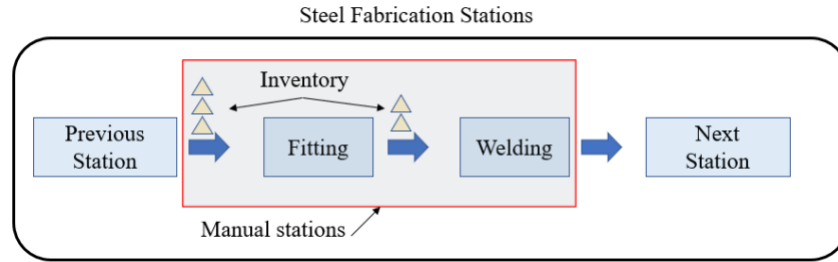 Steel Fabrication Stations
Inventory
Previous
Station
Fitting
Welding
Next
Station
Manual stations